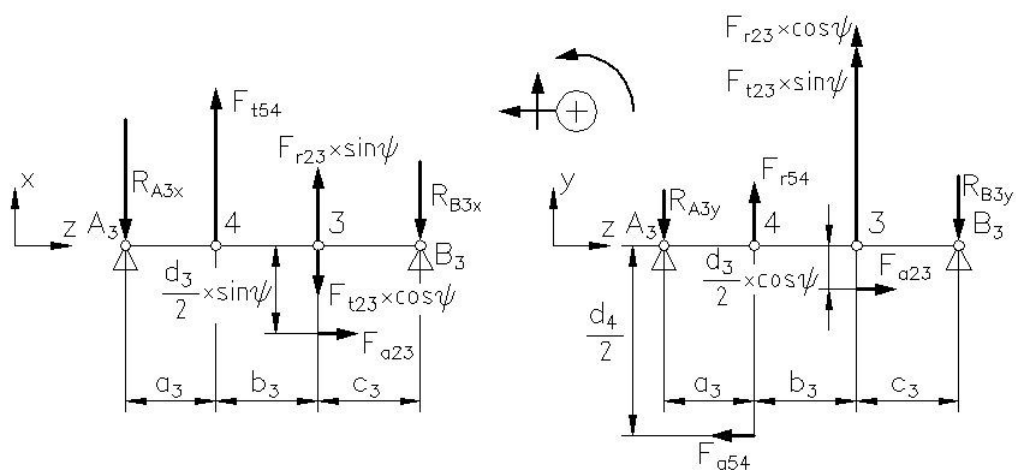 F_t54
F_r23×sinψ
x
R_A3x
R_B3x
z
A_3
4
3
B_3
d_3/2 ×sinψ
F_t23×cosψ
F_a23
a_3
b_3
c_3
F_r23×cosψ
F_t23×sinψ
+
F_r54
y
R_A3y
R_B3y
z
A_3
4
3
B_3
d_3/2 ×cosψ
F_a23
d_4/2
a_3
b_3
c_3
F_a54